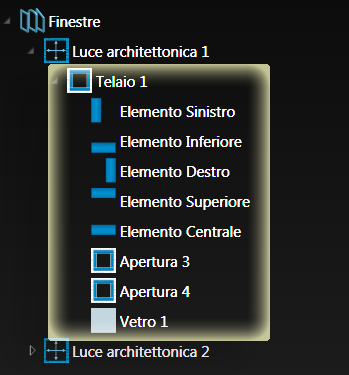 Finestre
Luce architettonica 1
Telaio 1
Elemento Sinistro
Elemento Inferiore
Elemento Destro
Elemento Superiore
Elemento Centrale
Apertura 3
Apertura 4
Vetro 1
Luce architettonica 2